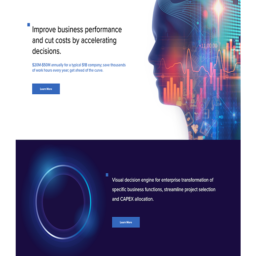 Improve business performance
and cut costs by accelerating
decisions.
$20M-$50M annually for a typical $1B company, save thousands
of work-hours every year, get ahead of the curve.
Learn More
Visual decision engine for enterprise transformation of
specific business functions, streamline project selection
and CAPEX allocation.
Learn More